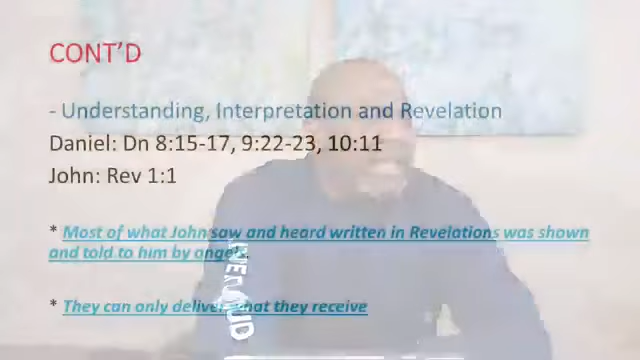 CONT'D
- Understanding, Interpretation and Revelation
Daniel: Dn 8:15-17, 9:22-23, 10:11
John: Rev 1:1
* Most of what John saw and heard written in Revelations was shown
and told to him by angels.
* They can only deliver what they receive